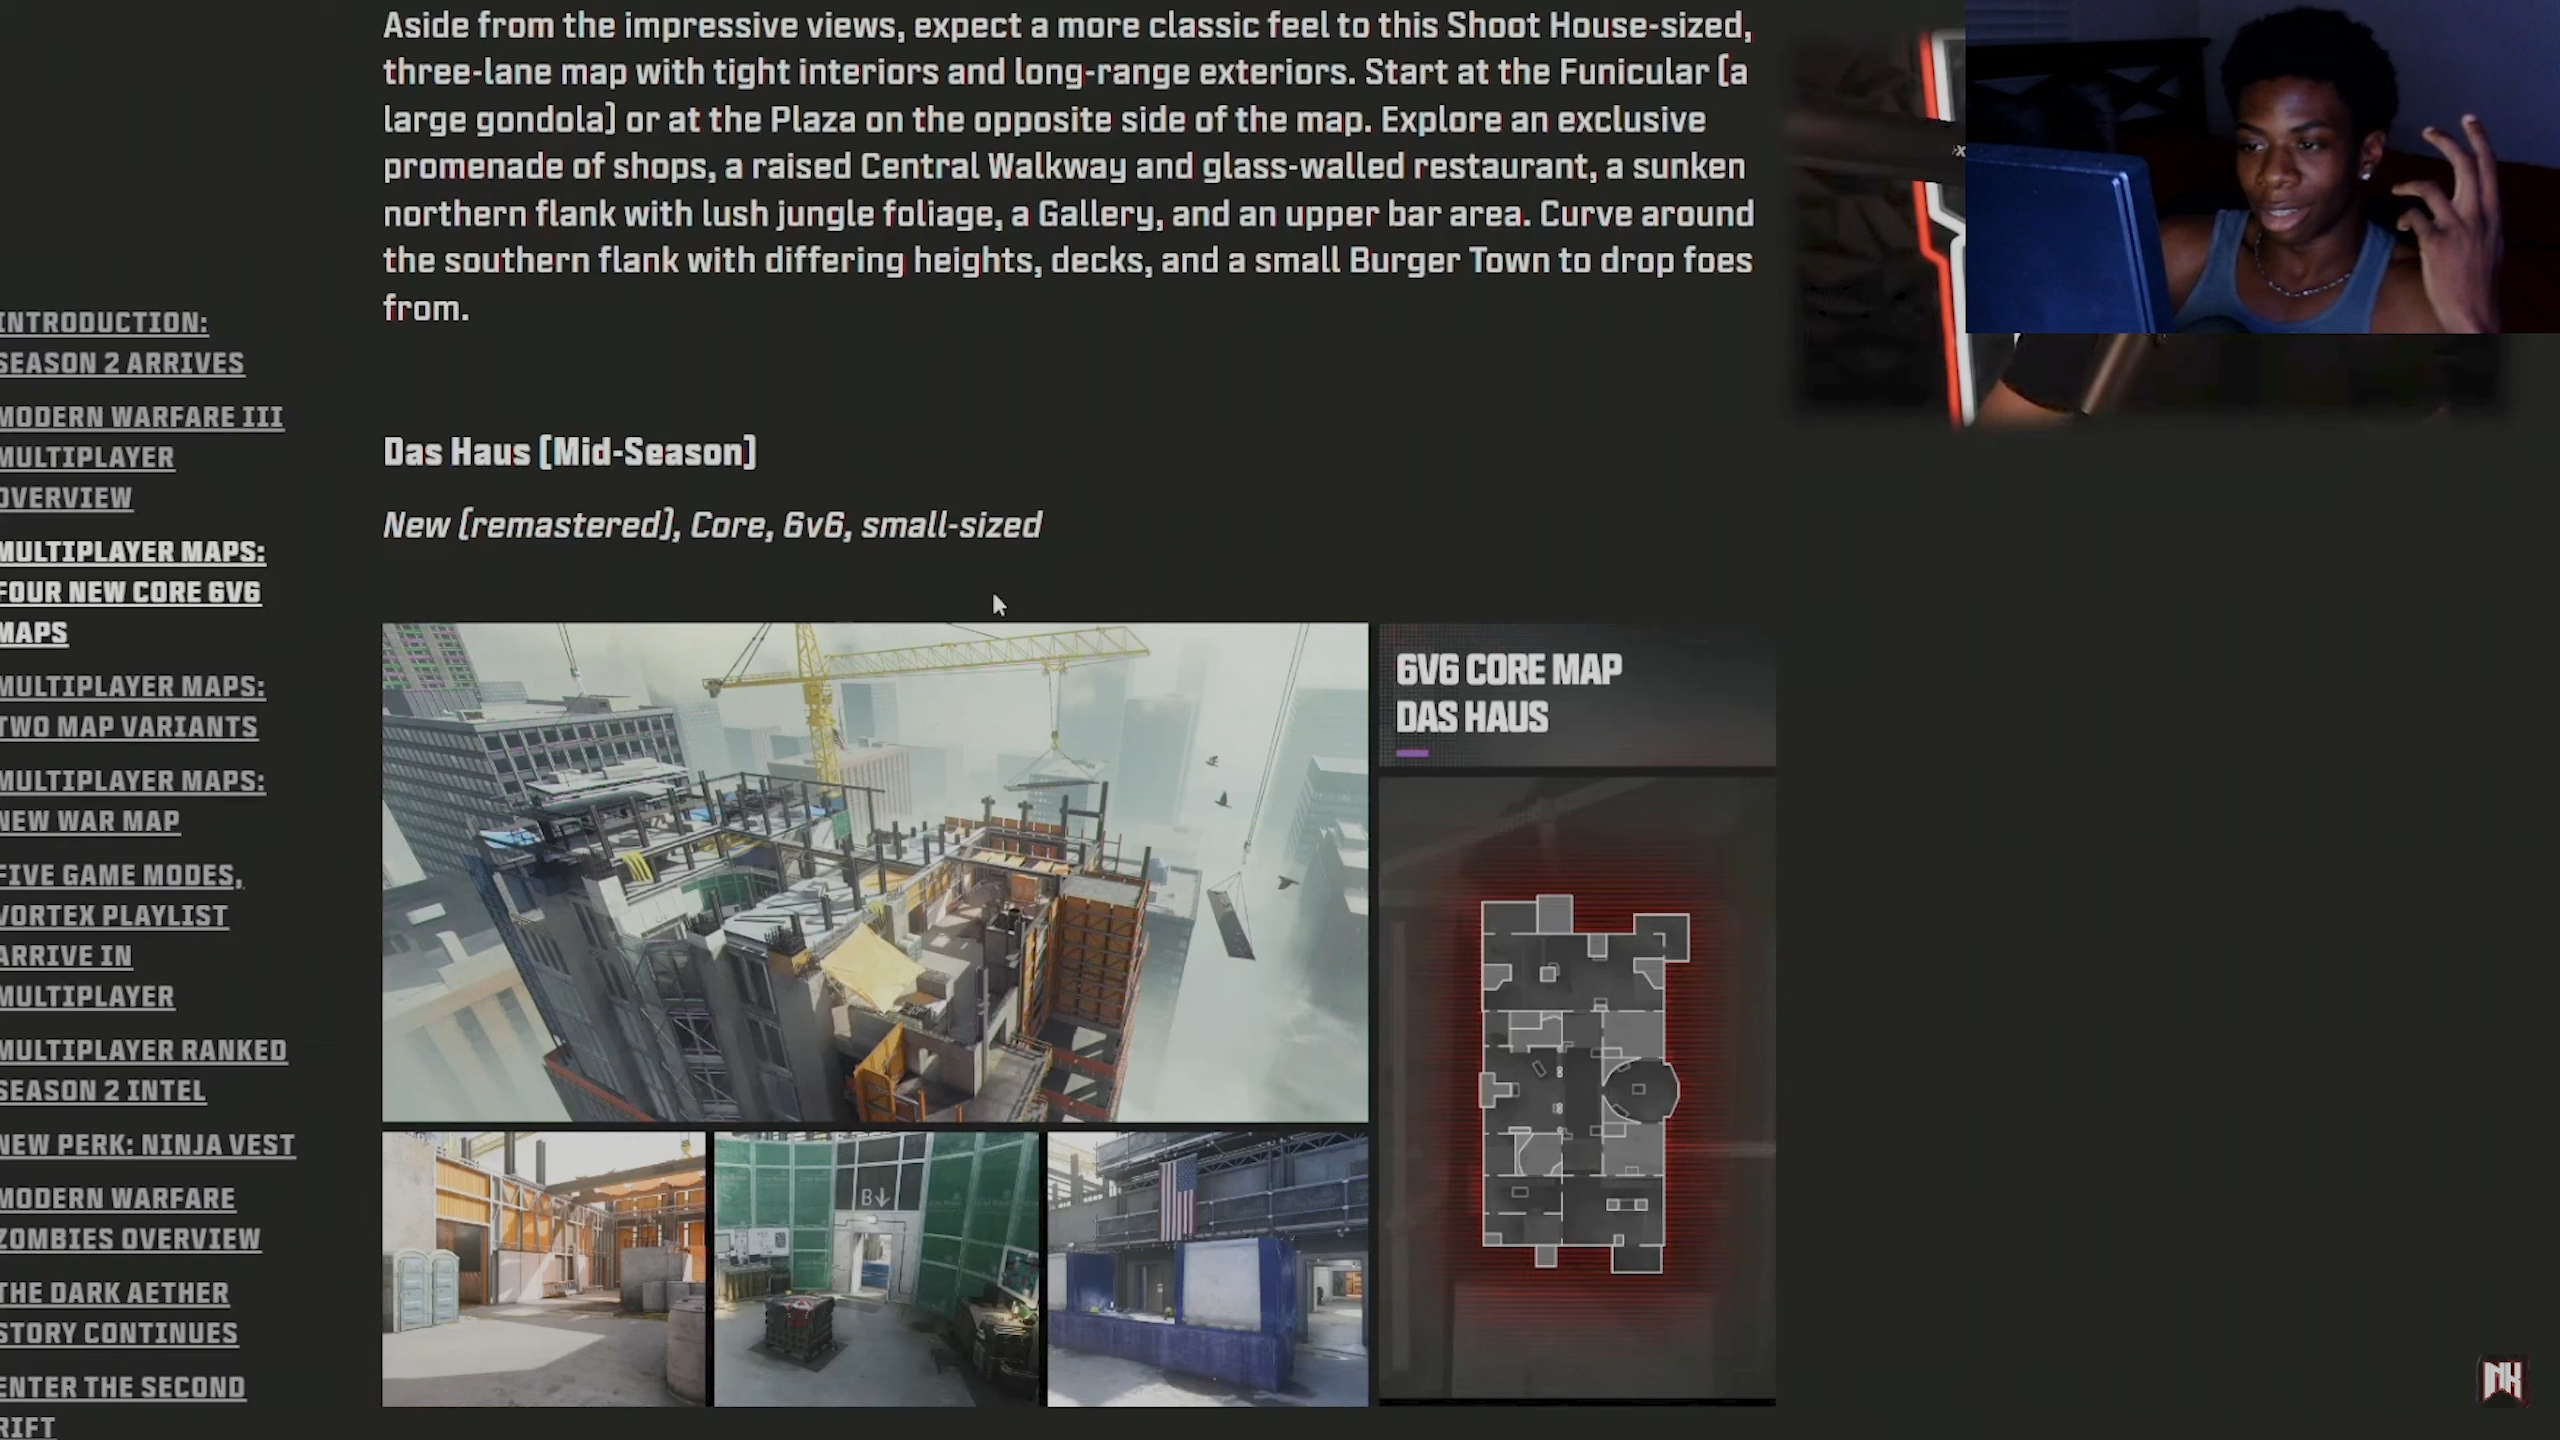 Aside from the impressive views, expect a more classic feel to this Shoot House-sized,
three-lane map with tight interiors and long-range exteriors. Start at the Funicular (a
large gondola) or at the Plaza on the opposite side of the map. Explore an exclusive
promenade of shops, a raised Central Walkway and glass-walled restaurant, a sunken
northern flank with lush jungle foliage, a Gallery, and an upper bar area. Curve around
the southern flank with differing heights, decks, and a small Burger Town to drop foes
from.
INTRODUCTION:
SEASON 2 ARRIVES
MODERN WARFARE III
MULTIPLAYER
OVERVIEW
MULTIPLAYER MAPS:
FOUR NEW CORE 6V6
MAPS
MULTIPLAYER MAPS:
TWO MAP VARIANTS
MULTIPLAYER MAPS:
NEW WAR MAP
FIVE GAME MODES,
VORTEX PLAYLIST
ARRIVE IN
MULTIPLAYER
MULTIPLAYER RANKED
SEASON 2 INTEL
NEW PERK: NINJA VEST
MODERN WARFARE
ZOMBIES OVERVIEW
THE DARK AETHER
STORY CONTINUES
ENTER THE SECOND
RIFT
Das Haus (Mid-Season)
New (remastered), Core, 6v6, small-sized
6V6 CORE MAP
DAS HAUS
B↓
NK